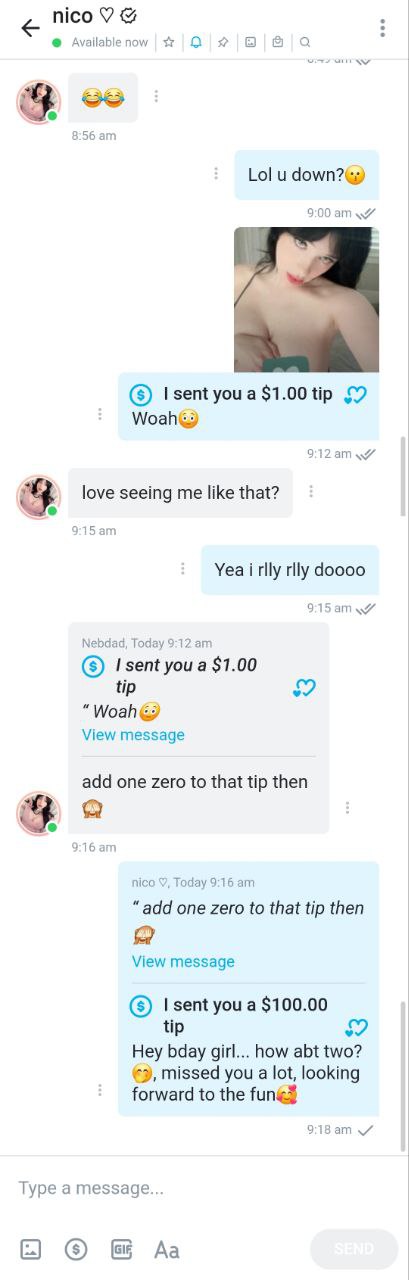 nico ♡
Available now
8:56 am
😂😂
Lol u down?😗
9:00 am
I sent you a $1.00 tip
Woah😳
9:12 am
love seeing me like that?
9:15 am
Yea i rlly rlly doooo
9:15 am
Nebdad, Today 9:12 am
I sent you a $1.00
tip
“ Woah😳
View message
add one zero to that tip then
🙈
9:16 am
nico ♡, Today 9:16 am
“ add one zero to that tip then
🙈
View message
I sent you a $100.00
tip
Hey bday girl... how abt two?
🤭, missed you a lot, looking
forward to the fun🥰
9:18 am
Type a message...
GIF
Aa
SEND